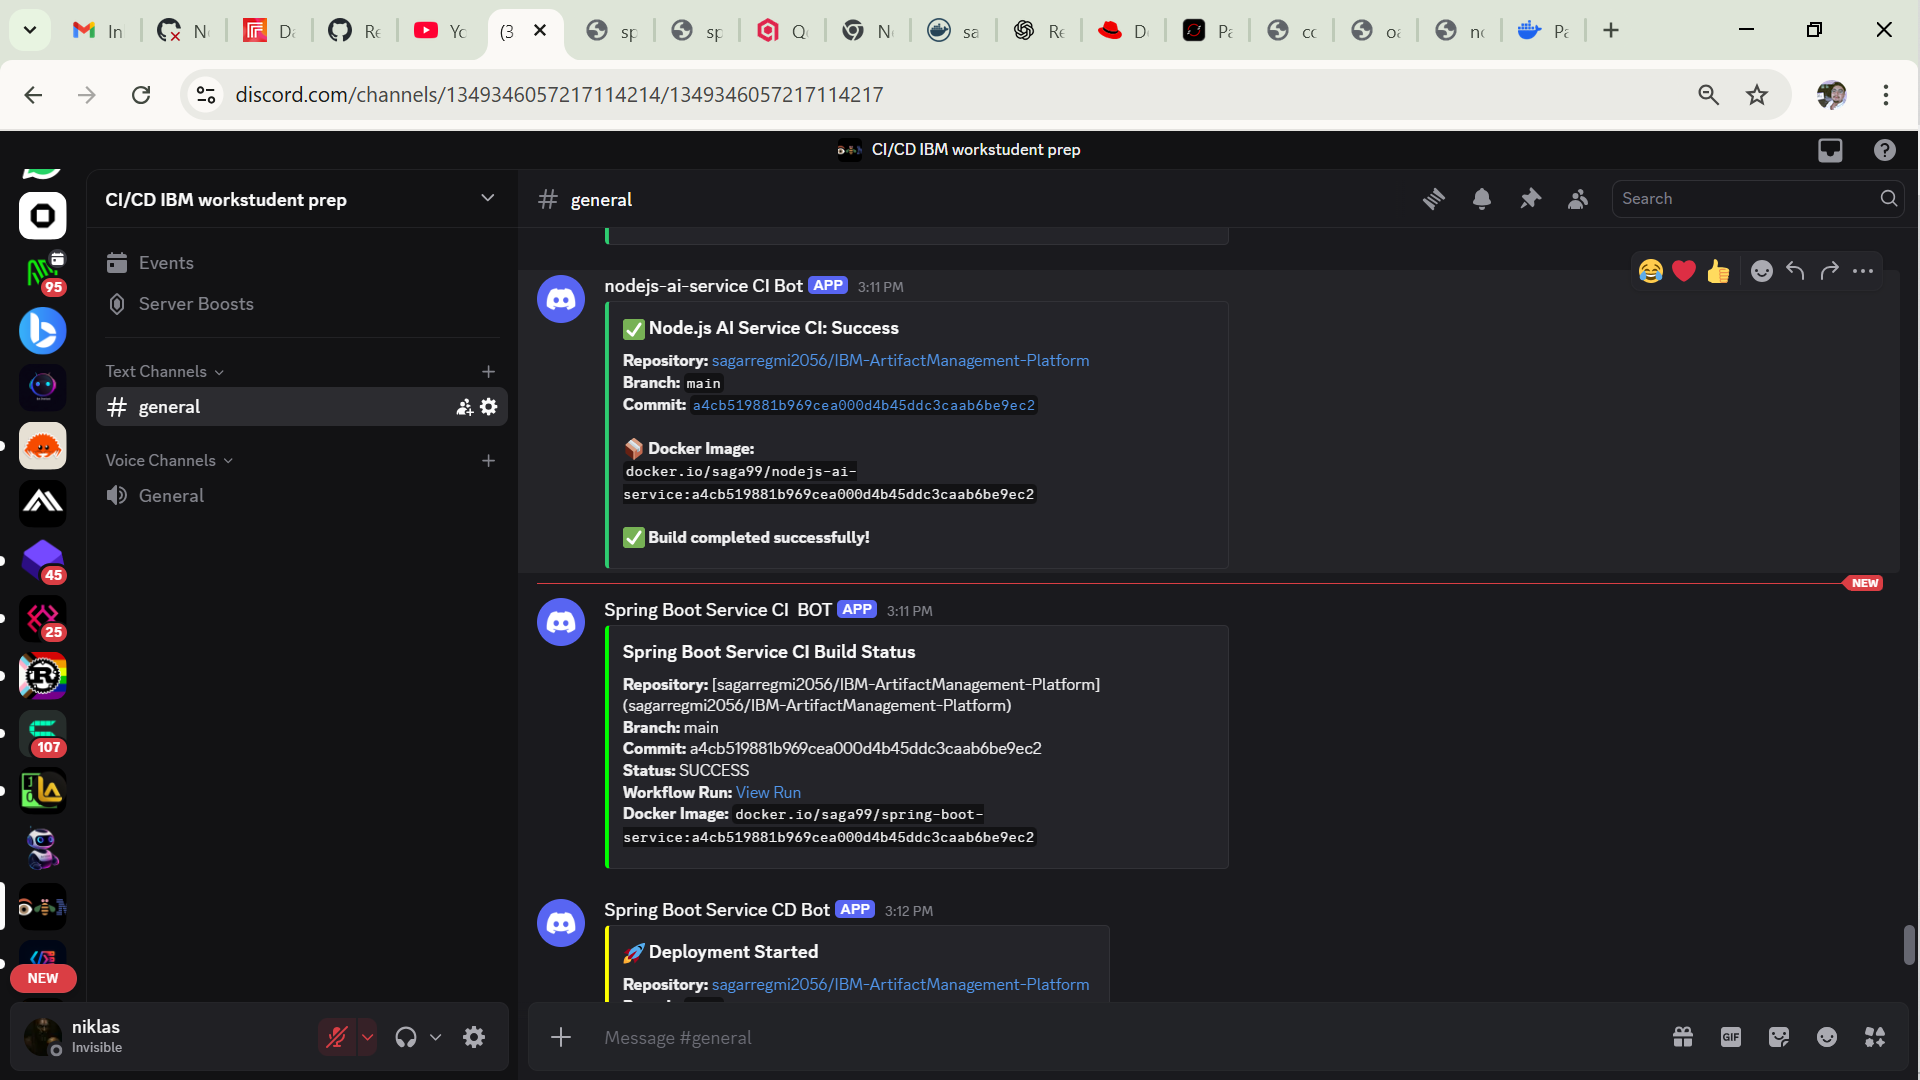 In
N
Da
Re
Yo
(3
sp
sp
Qu
Ne
sa
Re
D
Pa
cc
oa
no
Pa
discord.com/channels/1349346057217114214/1349346057217114217
CI/CD IBM workstudent prep
CI/CD IBM workstudent prep
# general
Search
Events
Server Boosts
Text Channels
# general
Voice Channels
General
95
45
25
107
NEW
nodejs-ai-service CI Bot APP 3:11 PM
✅ Node.js AI Service CI: Success
Repository: sagarregmi2056/IBM-ArtifactManagement-Platform
Branch: main
Commit: a4cb519881b969cea000d4b45ddc3caab6be9ec2
📦 Docker Image:
docker.io/saga99/nodejs-ai-
service:a4cb519881b969cea000d4b45ddc3caab6be9ec2
✅ Build completed successfully!
NEW
Spring Boot Service CI BOT APP 3:11 PM
Spring Boot Service CI Build Status
Repository: [sagarregmi2056/IBM-ArtifactManagement-Platform]
(sagarregmi2056/IBM-ArtifactManagement-Platform)
Branch: main
Commit: a4cb519881b969cea000d4b45ddc3caab6be9ec2
Status: SUCCESS
Workflow Run: View Run
Docker Image: docker.io/saga99/spring-boot-
service:a4cb519881b969cea000d4b45ddc3caab6be9ec2
Spring Boot Service CD Bot APP 3:12 PM
🚀 Deployment Started
Repository: sagarregmi2056/IBM-ArtifactManagement-Platform
niklas
Invisible
Message #general
GIF